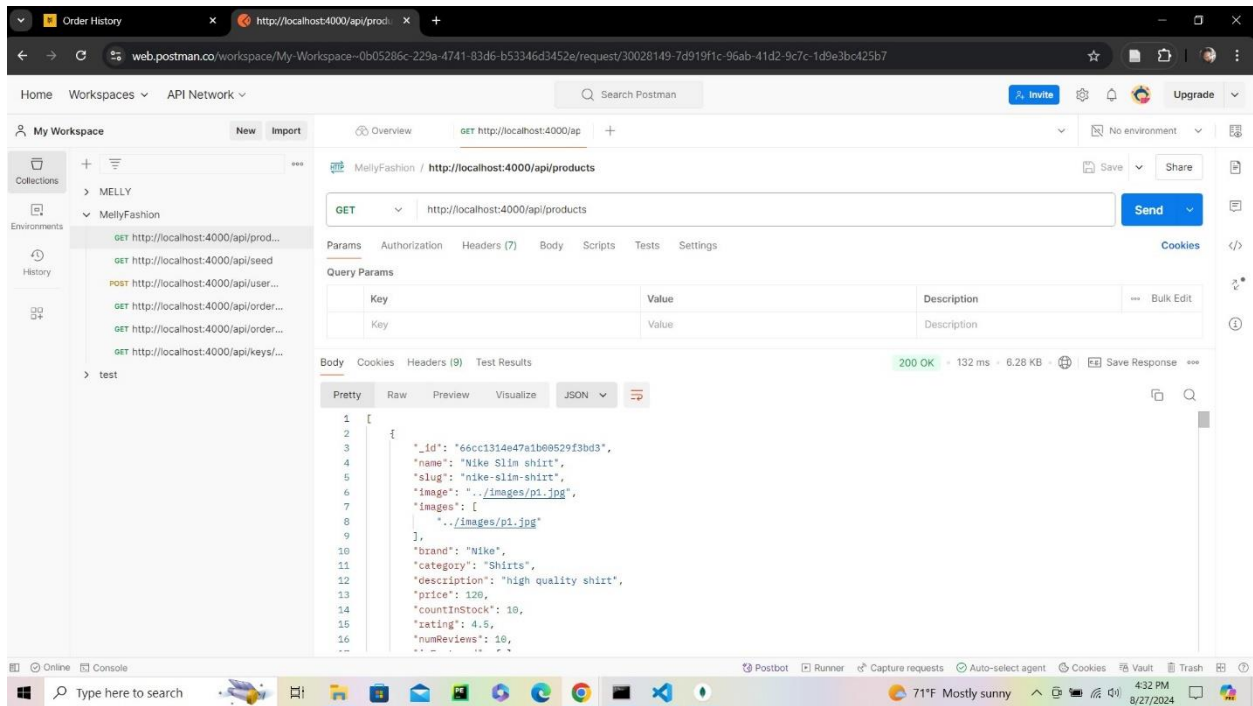 Order History
http://localhost:4000/api/produ
web.postman.co/workspace/My-Workspace~0b05286c-229a-4741-83d6-b53346d3452e/request/30028149-7d919f1c-96ab-41d2-9c7c-1d9e3bc425b7
Home Workspaces API Network Search Postman Invite Upgrade
My Workspace New Import Overview GET http://localhost:4000/ap No environment
Collections
Environments
History
MELLY
MellyFashion
GET http://localhost:4000/api/prod...
GET http://localhost:4000/api/seed
POST http://localhost:4000/api/user...
GET http://localhost:4000/api/order...
GET http://localhost:4000/api/order...
GET http://localhost:4000/api/keys/...
test
HTTP MellyFashion / http://localhost:4000/api/products Save Share
GET http://localhost:4000/api/products Send
Params Authorization Headers (7) Body Scripts Tests Settings Cookies
Query Params
Key Value Description Bulk Edit
Key Value Description
Body Cookies Headers (9) Test Results 200 OK 132 ms 6.28 KB Save Response
Pretty Raw Preview Visualize JSON
1 [
2 {
3 "_id": "66cc1314e47a1b00529f3bd3",
4 "name": "Nike Slim shirt",
5 "slug": "nike-slim-shirt",
6 "image": "../images/p1.jpg",
7 "images": [
8 "../images/p1.jpg"
9 ],
10 "brand": "Nike",
11 "category": "Shirts",
12 "description": "high quality shirt",
13 "price": 120,
14 "countInStock": 10,
15 "rating": 4.5,
16 "numReviews": 10,
Online Console Postbot Runner Capture requests Auto-select agent Cookies Vault Trash
Type here to search 71°F Mostly sunny 4:32 PM
8/27/2024